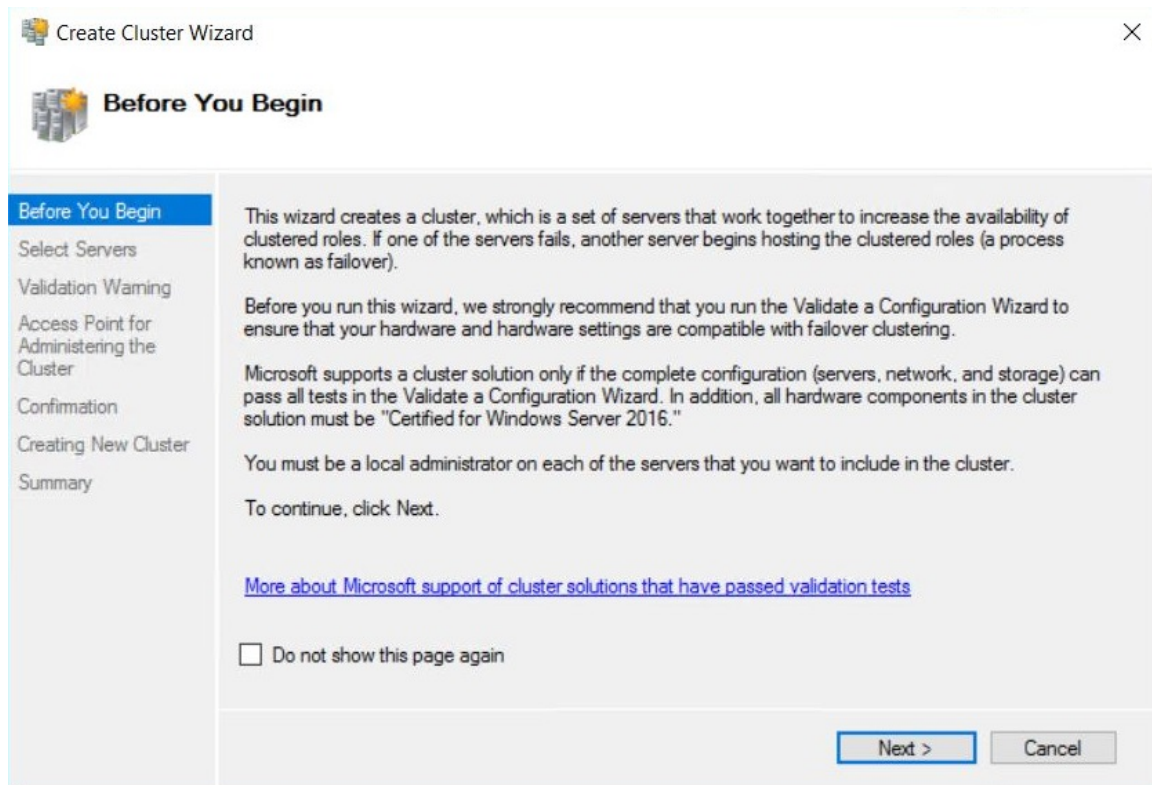 Create Cluster Wizard
Before You Begin
Before You Begin
Select Servers
Validation Warning
Access Point for
Administering the
Cluster
Confirmation
Creating New Cluster
Summary
This wizard creates a cluster, which is a set of servers that work together to increase the availability of
clustered roles. If one of the servers fails, another server begins hosting the clustered roles (a process
known as failover).
Before you run this wizard, we strongly recommend that you run the Validate a Configuration Wizard to
ensure that your hardware and hardware settings are compatible with failover clustering.
Microsoft supports a cluster solution only if the complete configuration (servers, network, and storage) can
pass all tests in the Validate a Configuration Wizard. In addition, all hardware components in the cluster
solution must be "Certified for Windows Server 2016."
You must be a local administrator on each of the servers that you want to include in the cluster.
To continue, click Next.
More about Microsoft support of cluster solutions that have passed validation tests
Do not show this page again
Next >
Cancel